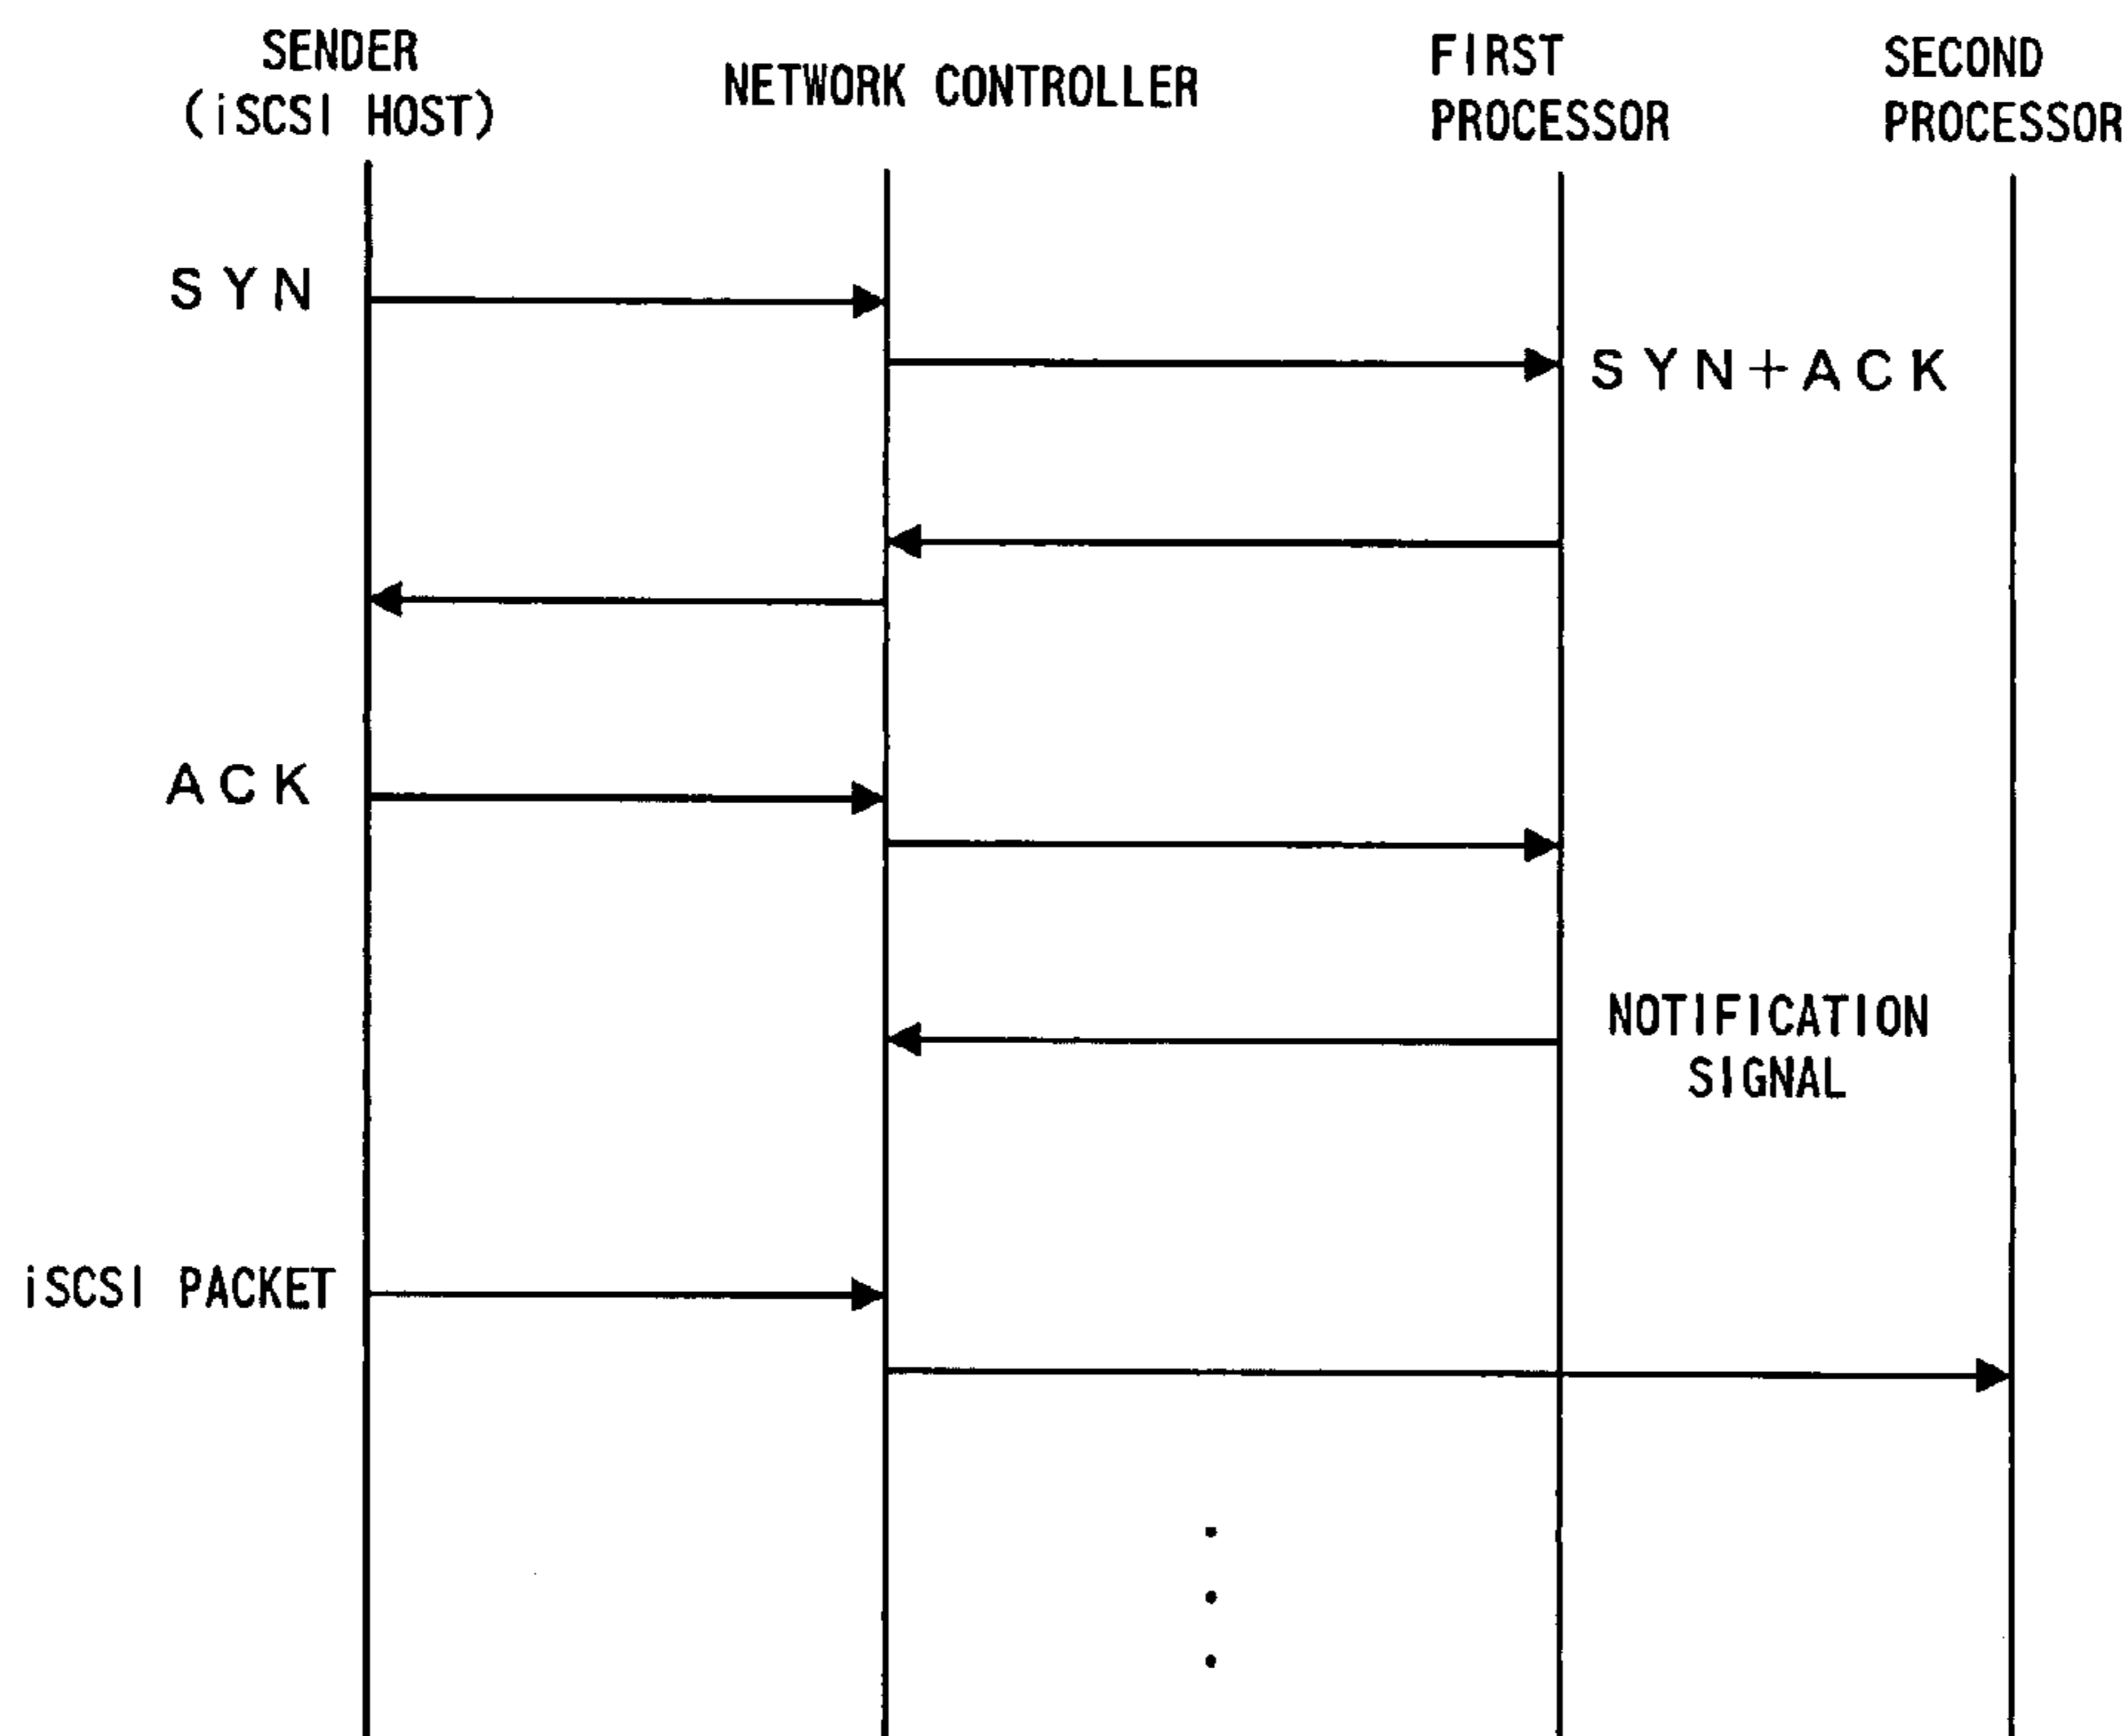 SENDER
(iSCSI HOST)
NETWORK CONTROLLER
FIRST
PROCESSOR
SECOND
PROCESSOR
SYN
SYN+ACK
ACK
NOTIFICATION
SIGNAL
iSCSI PACKET